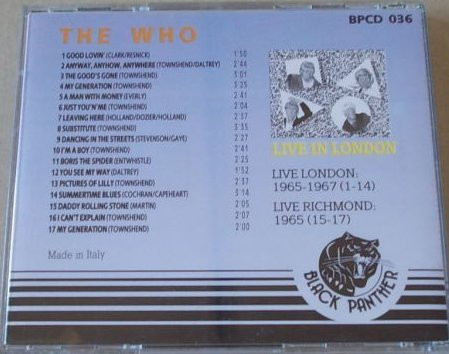 BPCD 036
THE WHO
1 GOOD LOVIN' (CLARK/RESNICK) 1'50
2 ANYWAY, ANYHOW, ANYWHERE (TOWNSHEND/DALTREY) 2'44
3 THE GOOD'S GONE (TOWNSHEND) 3'01
4 MY GENERATION (TOWNSHEND) 3'25
5 A MAN WITH MONEY (EVERLY) 2'41
6 JUST YOU'N'ME (TOWNSHEND) 2'04
7 LEAVING HERE (HOLLAND/DOZIER/HOLLAND) 2'37
8 SUBSTITUTE (TOWNSHEND) 3'35
9 DANCING IN THE STREETS (STEVENSON/GAYE) 2'27
10 I'M A BOY (TOWNSHEND) 2'41
11 BORIS THE SPIDER (ENTWHISTLE) 2'25
12 YOU SEE MY WAY (DALTREY) 1'52
13 PICTURES OF LILLY (TOWNSHEND) 2'37
14 SUMMERTIME BLUES (COCHRAN/CAPEHEART) 3'14
15 DADDY ROLLING STONE (MARTIN) 2'05
16 I CAN'T EXPLAIN (TOWNSHEND) 2'07
17 MY GENERATION (TOWNSHEND) 2'00
LIVE IN LONDON
LIVE LONDON:
1965-1967 (1-14)
LIVE RICHMOND:
1965 (15-17)
Made in Italy
BLACK PANTHER